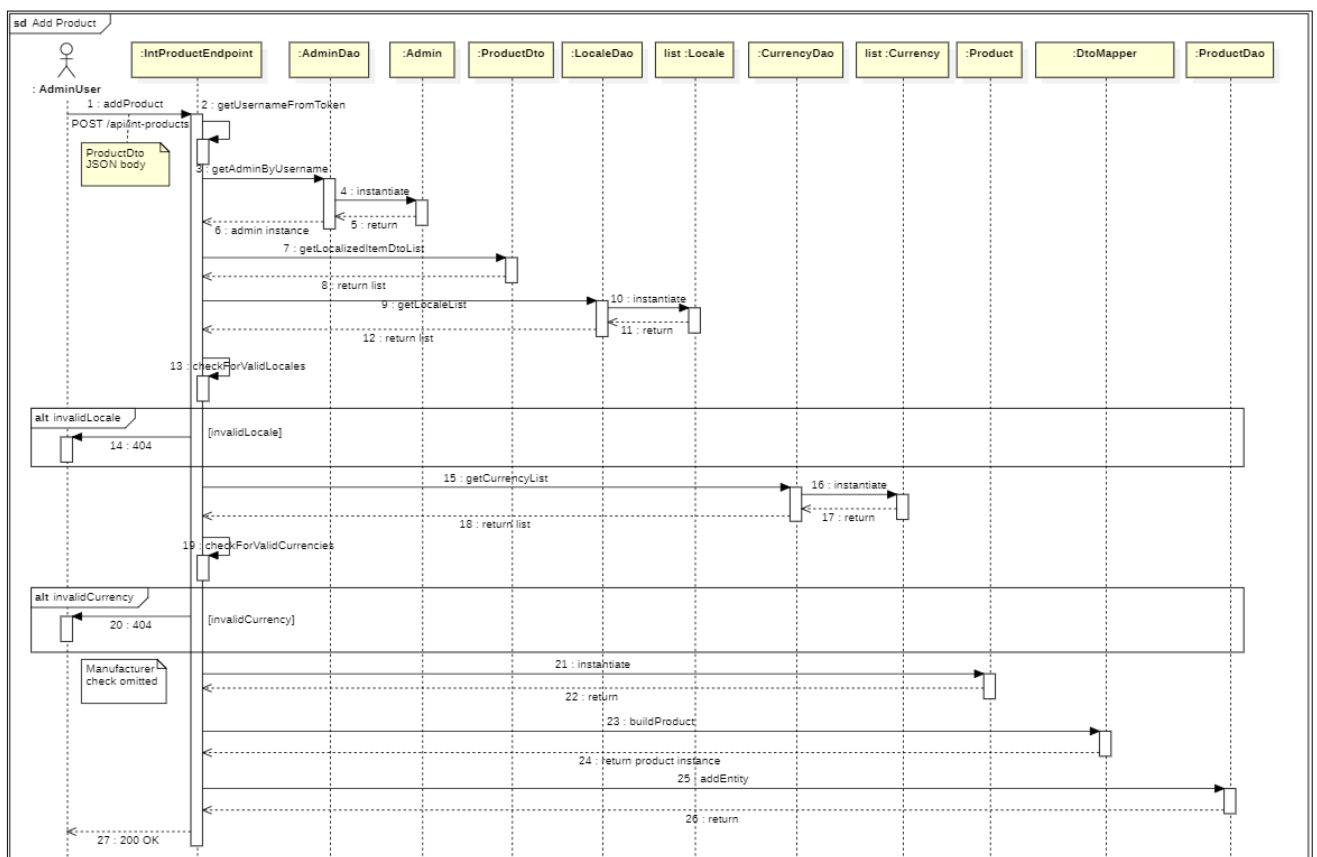 sd Add Product
:IntProductEndpoint
:AdminDao
:Admin
:ProductDto
:LocaleDao
list :Locale
:CurrencyDao
list :Currency
:Product
:DtoMapper
:ProductDao
: AdminUser
1 : addProduct
2 : getUsernameFromToken
POST /api/int-products
ProductDto
JSON body
3 : getAdminByUsername
4 : instantiate
5 : return
6 : admin instance
7 : getLocalizedItemDtoList
8 : return list
9 : getLocaleList
10 : instantiate
11 : return
12 : return list
13 : checkForValidLocales
alt invalidLocale
[invalidLocale]
14 : 404
15 : getCurrencyList
16 : instantiate
17 : return
18 : return list
19 : checkForValidCurrencies
alt invalidCurrency
[invalidCurrency]
20 : 404
Manufacturer
check omitted
21 : instantiate
22 : return
23 : buildProduct
24 : return product instance
25 : addEntity
26 : return
27 : 200 OK